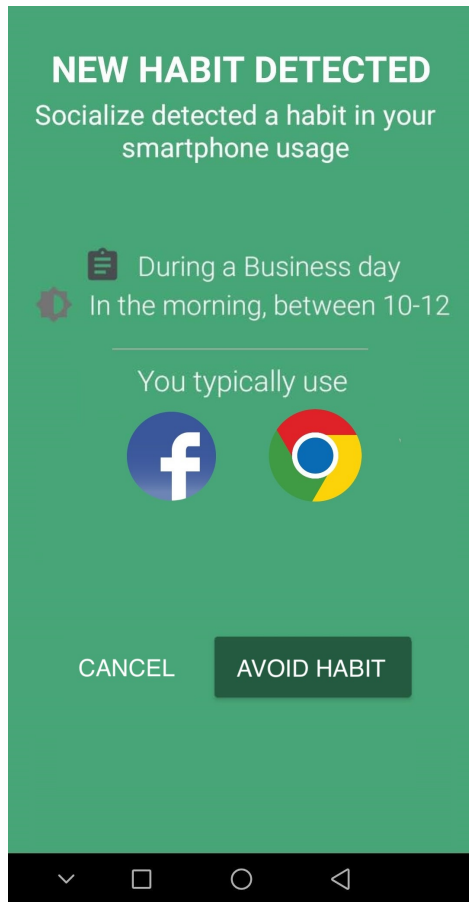 NEW HABIT DETECTED
Socialize detected a habit in your
smartphone usage
During a Business day
In the morning, between 10-12
You typically use
CANCEL
AVOID HABIT